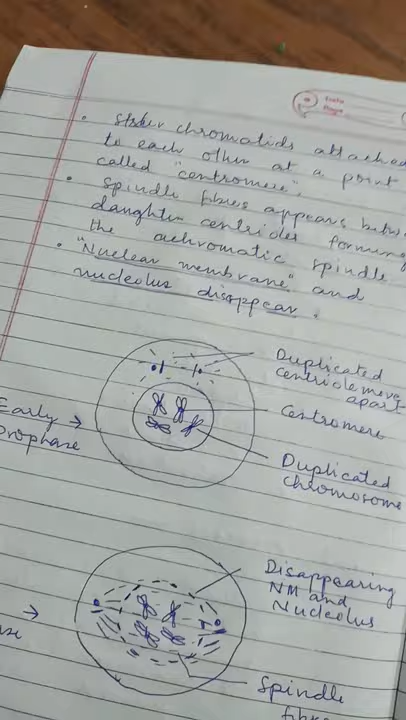 • Sister chromatids attached
to each other at a point
called "centromere".
• Spindle fibres appears
daughter centrioles forming
the achromatic spindle
• "Nuclear membrane" and
nucleolus disappear.
Duplicated
centriole move
apart
Early →
Prophase
Centromere
Duplicated
chromosome
Disappearing
NM and
Nucleolus
→
Spindle